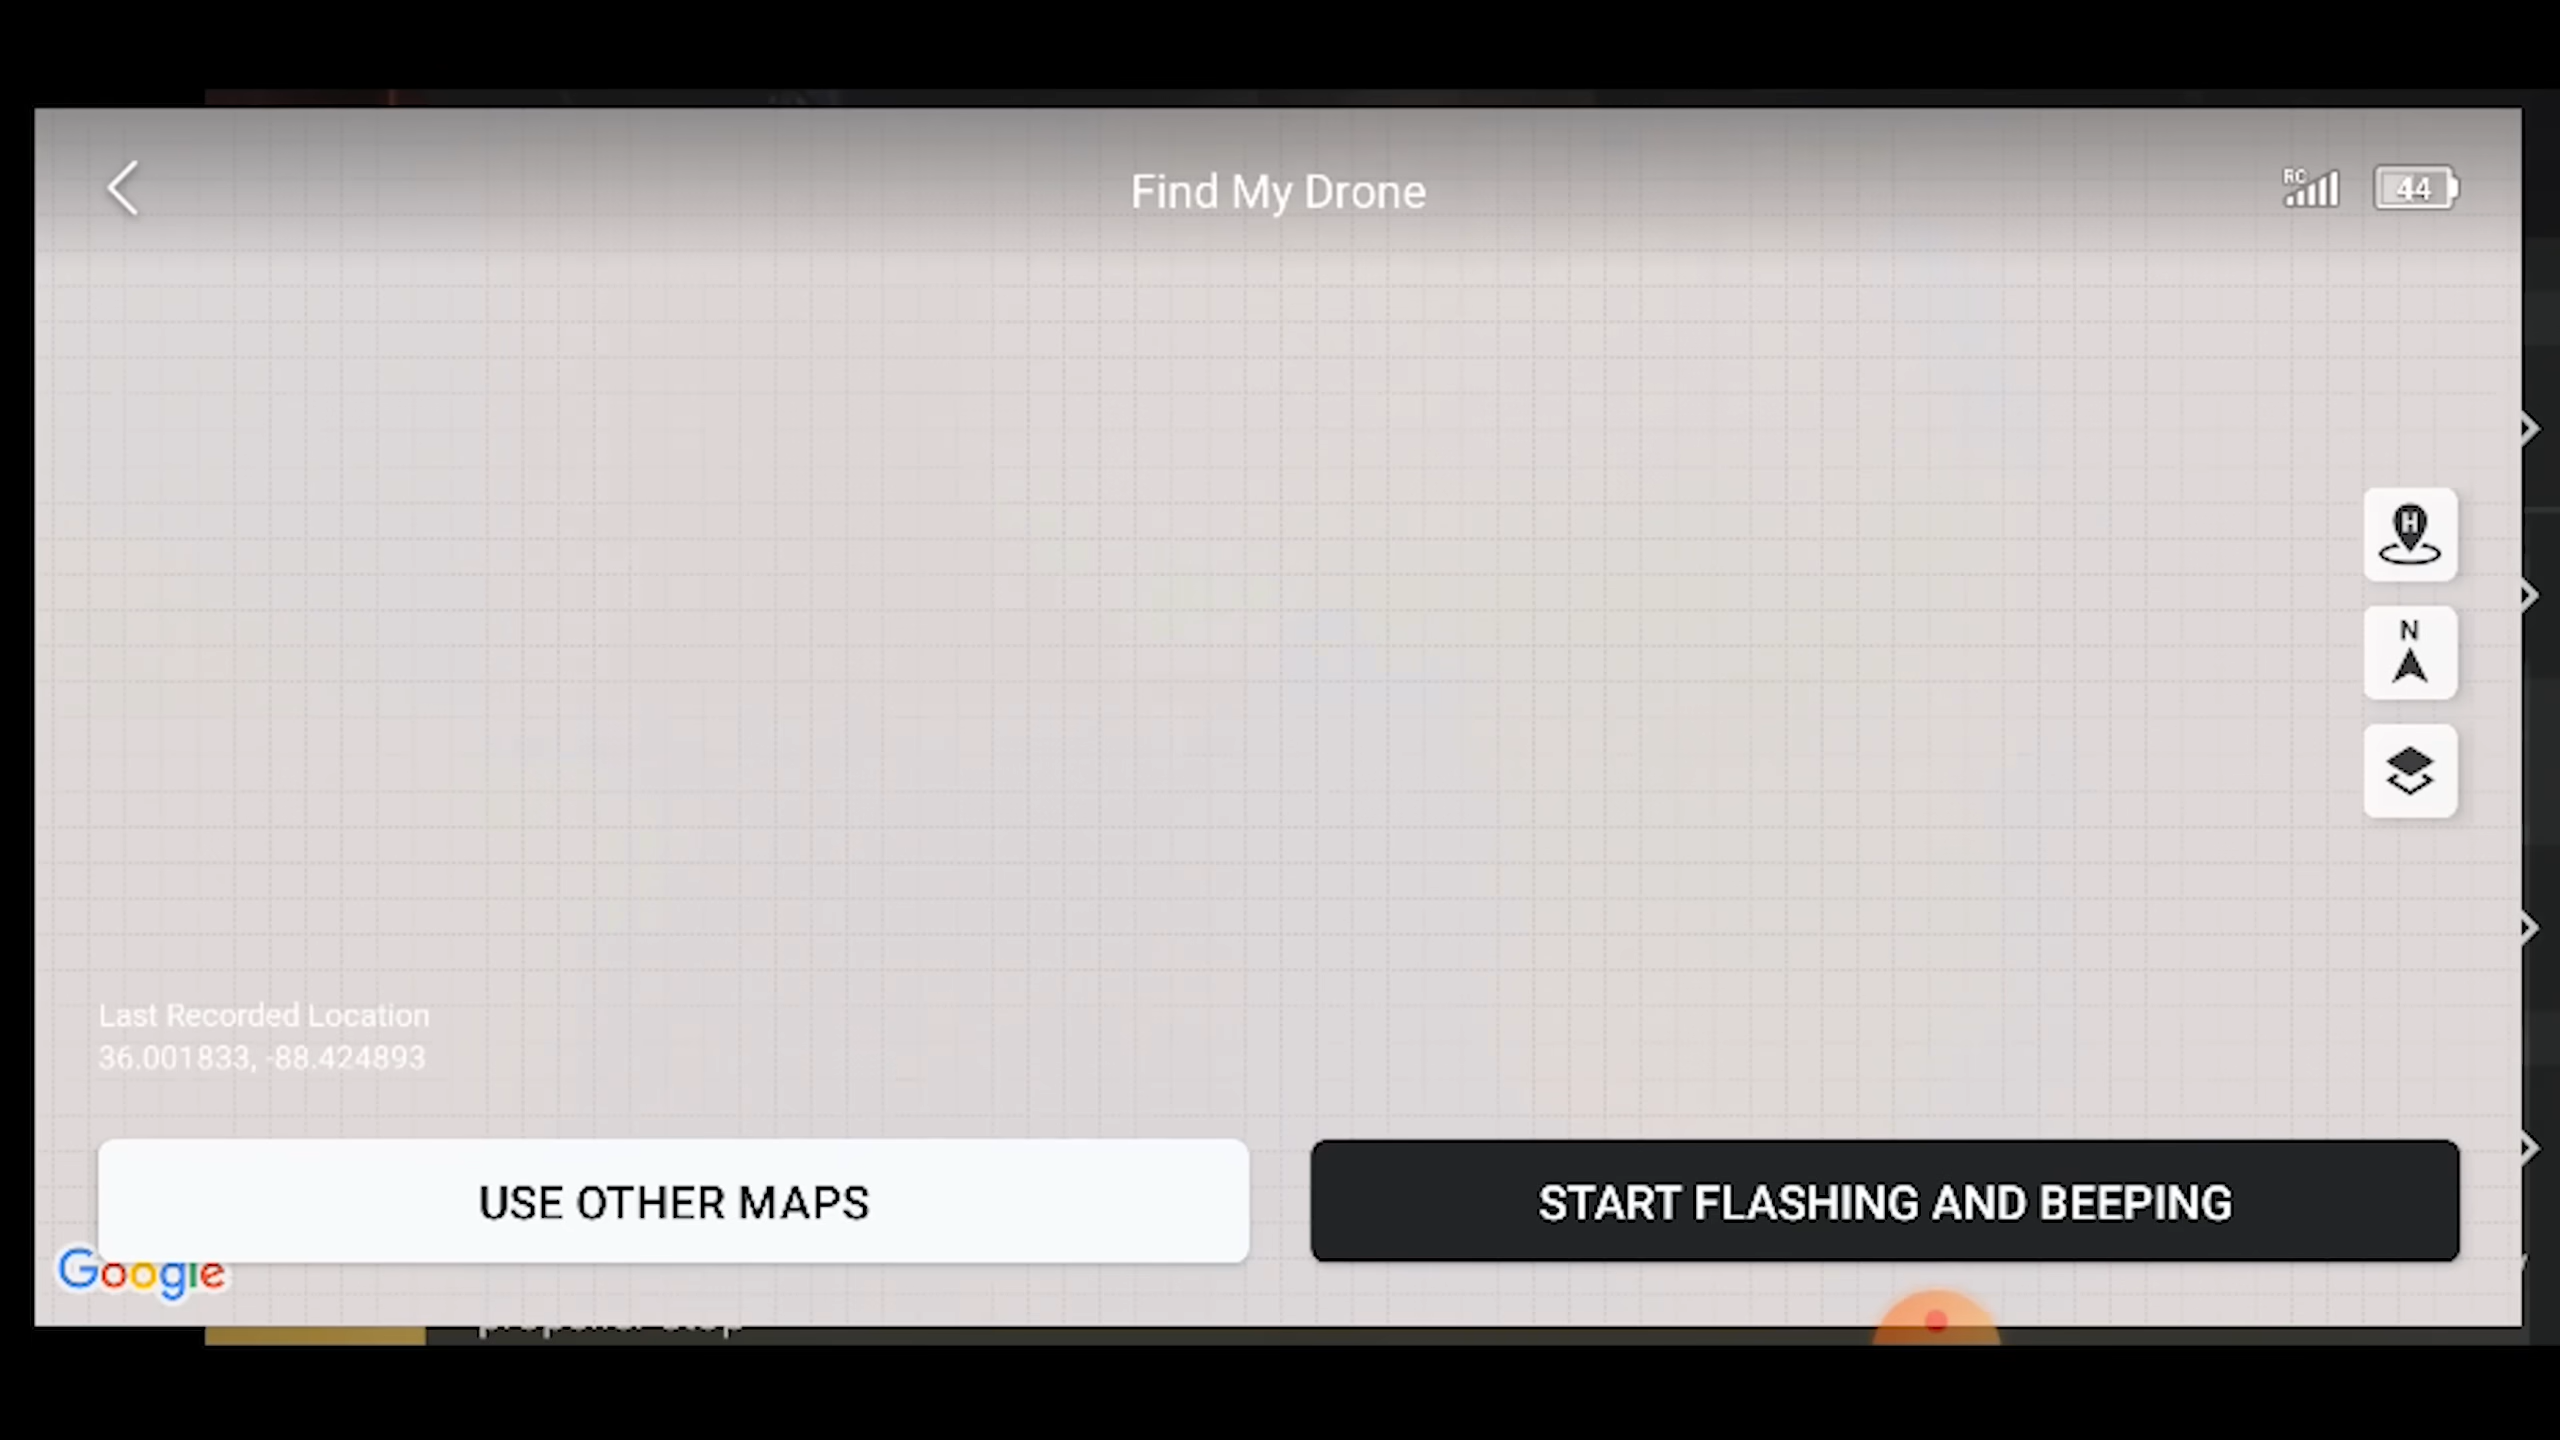 Find My Drone
RC
44
H
N
Last Recorded Location
36.001833, -88.424893
USE OTHER MAPS
START FLASHING AND BEEPING
Google